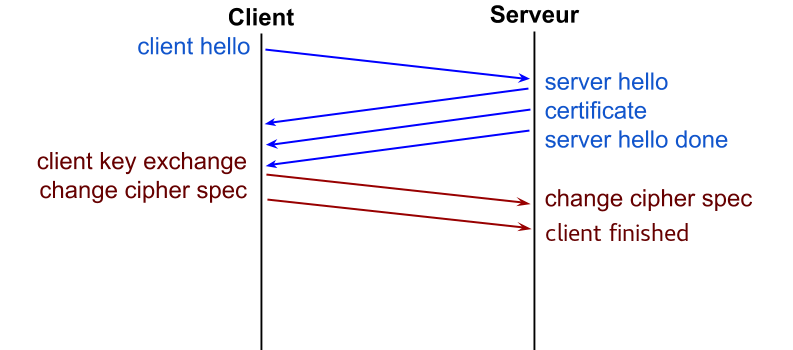 Client
Serveur
client hello
server hello
certificate
server hello done
client key exchange
change cipher spec
change cipher spec
client finished